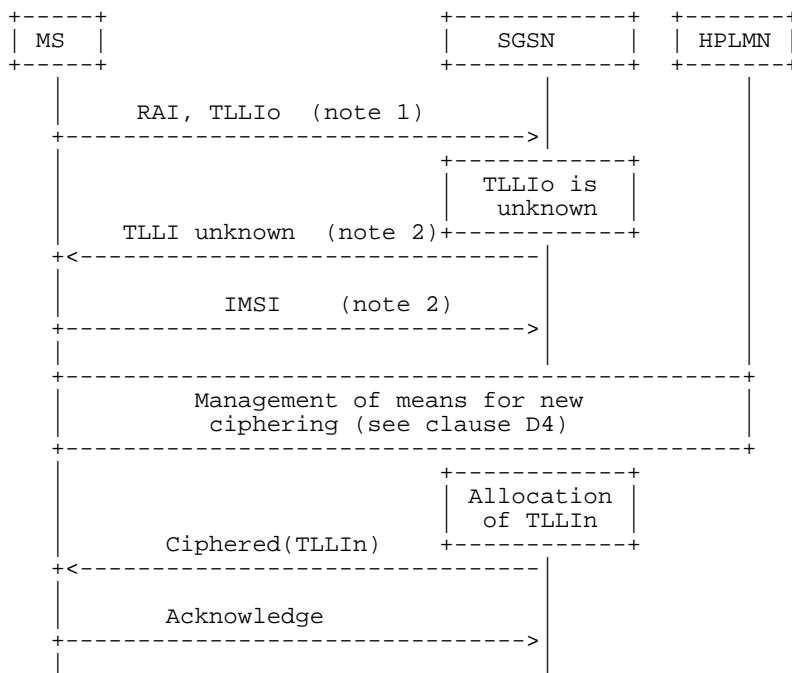 MS SGSN HPLMN
RAI, TLLIo (note 1)
TLLIo is
unknown
TLLI unknown (note 2)
IMSI (note 2)
Management of means for new
ciphering (see clause D4)
Allocation
of TLLIn
Ciphered(TLLIn)
Acknowledge